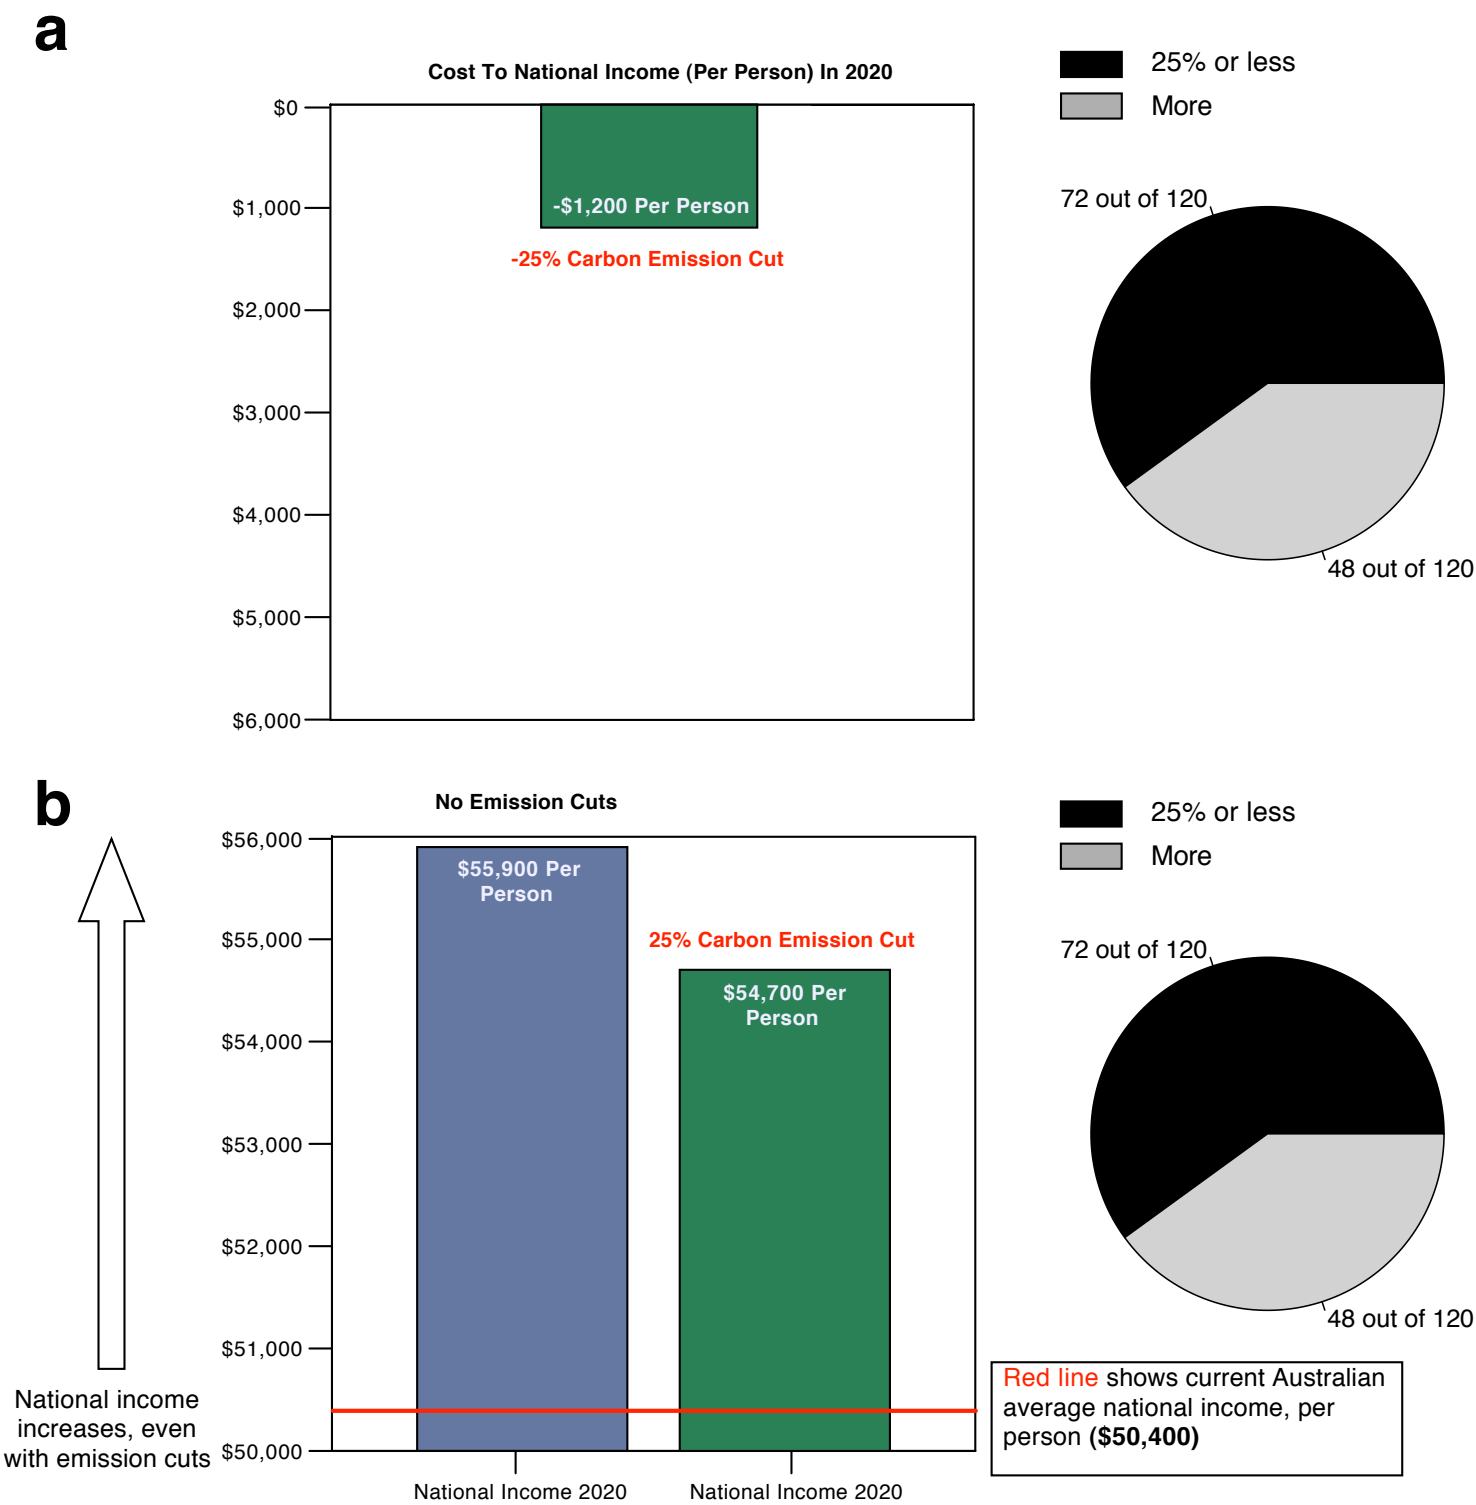 a
Cost To National Income (Per Person) In 2020
$0
$1,000
$2,000
$3,000
$4,000
$5,000
$6,000
-$1,200 Per Person
-25% Carbon Emission Cut
25% or less
More
72 out of 120
48 out of 120
b
No Emission Cuts
$56,000
$55,000
$54,000
$53,000
$52,000
$51,000
$50,000
$55,900 Per
Person
25% Carbon Emission Cut
$54,700 Per
Person
National Income 2020
National Income 2020
National income
increases, even
with emission cuts
25% or less
More
72 out of 120
48 out of 120
Red line shows current Australian
average national income, per
person ($50,400)